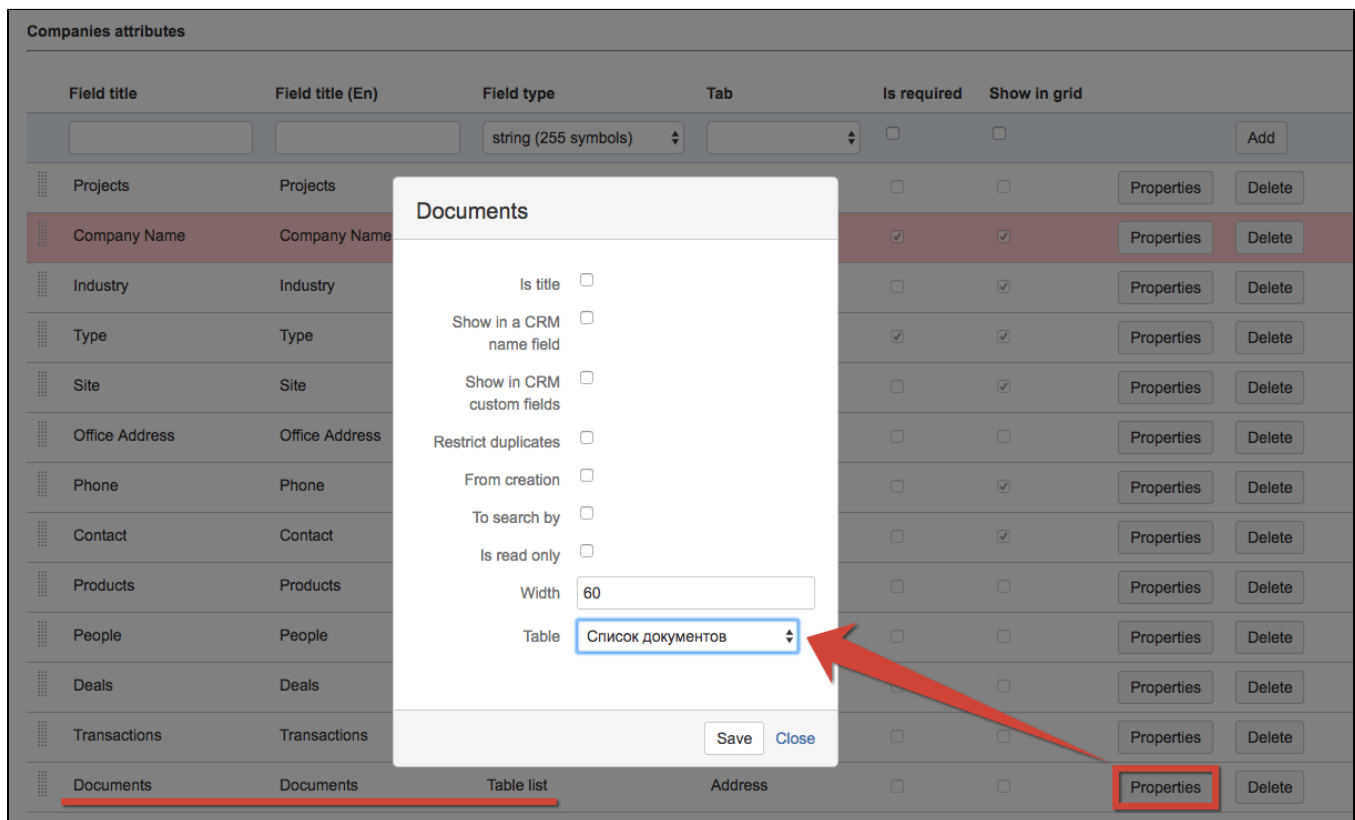 Companies attributes
Field title Field title (En) Field type Tab Is required Show in grid
string (255 symbols) Add
Projects Projects Properties Delete
Company Name Company Name Properties Delete
Industry Industry Properties Delete
Type Type Properties Delete
Site Site Properties Delete
Office Address Office Address Properties Delete
Phone Phone Properties Delete
Contact Contact Properties Delete
Products Products Properties Delete
People People Properties Delete
Deals Deals Properties Delete
Transactions Transactions Properties Delete
Documents Documents Table list Address Properties Delete
Documents
Is title
Show in a CRM
name field
Show in CRM
custom fields
Restrict duplicates
From creation
To search by
Is read only
Width 60
Table Список документов
Save Close